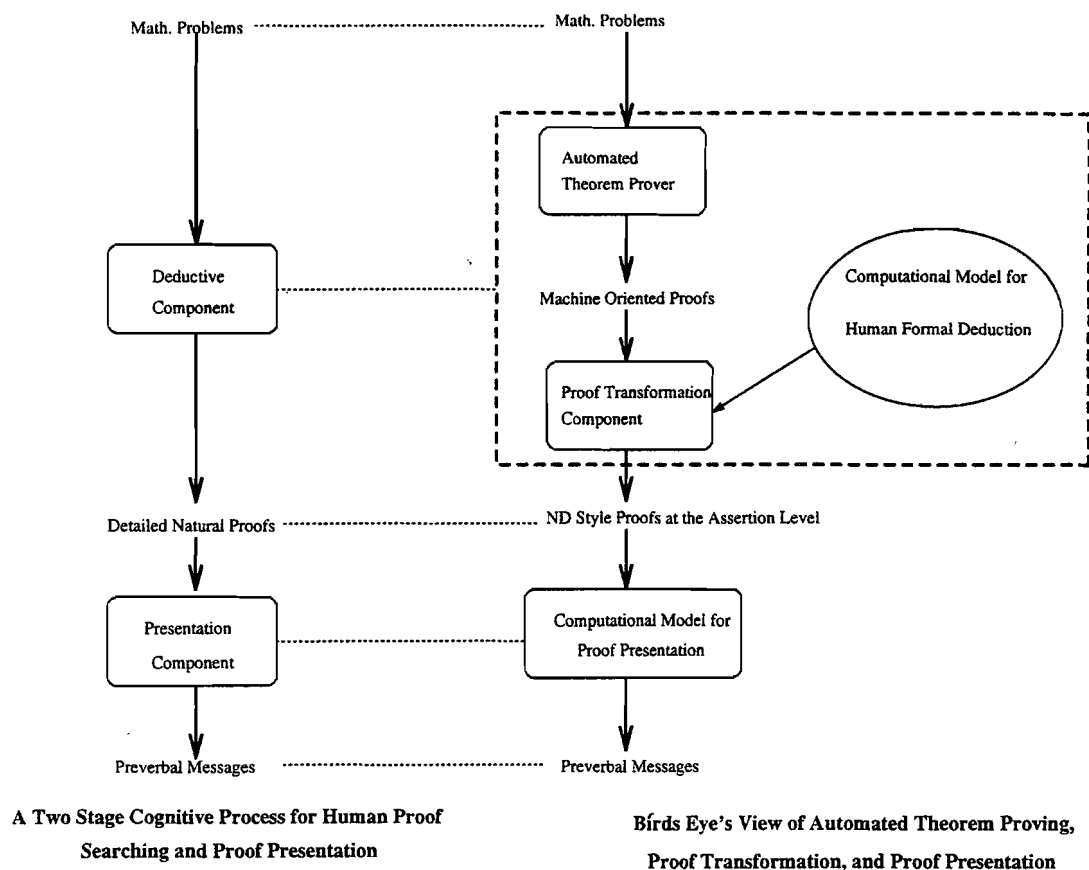 Math. Problems
Math. Problems
Automated
Theorem Prover
Deductive
Component
Computational Model for
Human Formal Deduction
Machine Oriented Proofs
Proof Transformation
Component
Detailed Natural Proofs
ND Style Proofs at the Assertion Level
Presentation
Component
Computational Model for
Proof Presentation
Preverbal Messages
Preverbal Messages
A Two Stage Cognitive Process for Human Proof
Searching and Proof Presentation
Birds Eye's View of Automated Theorem Proving,
Proof Transformation, and Proof Presentation